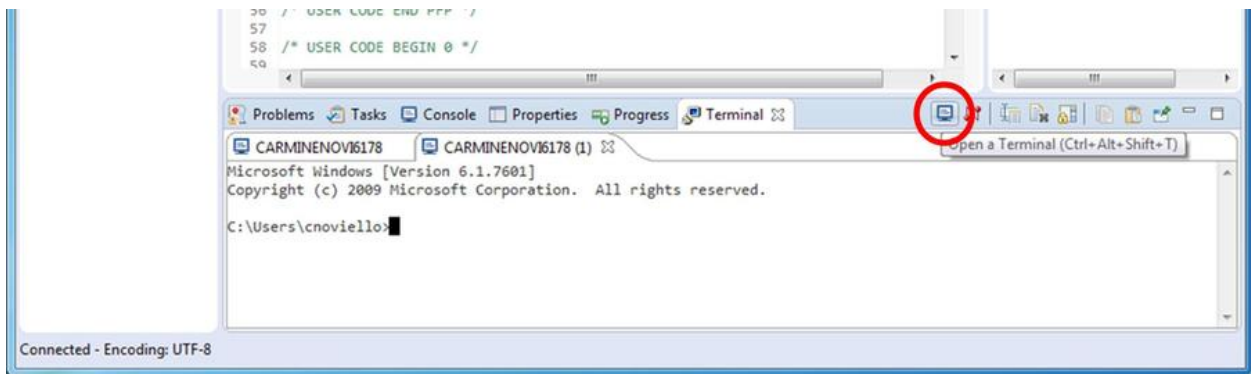 56 /* USER CODE END PFP */
57
58 /* USER CODE BEGIN 0 */
59
Problems Tasks Console Properties Progress Terminal
Open a Terminal (Ctrl+Alt+Shift+T)
CARMINENOVI6178 CARMINENOVI6178 (1)
Microsoft Windows [Version 6.1.7601]
Copyright (c) 2009 Microsoft Corporation. All rights reserved.
C:\Users\cnoviello>
Connected - Encoding: UTF-8